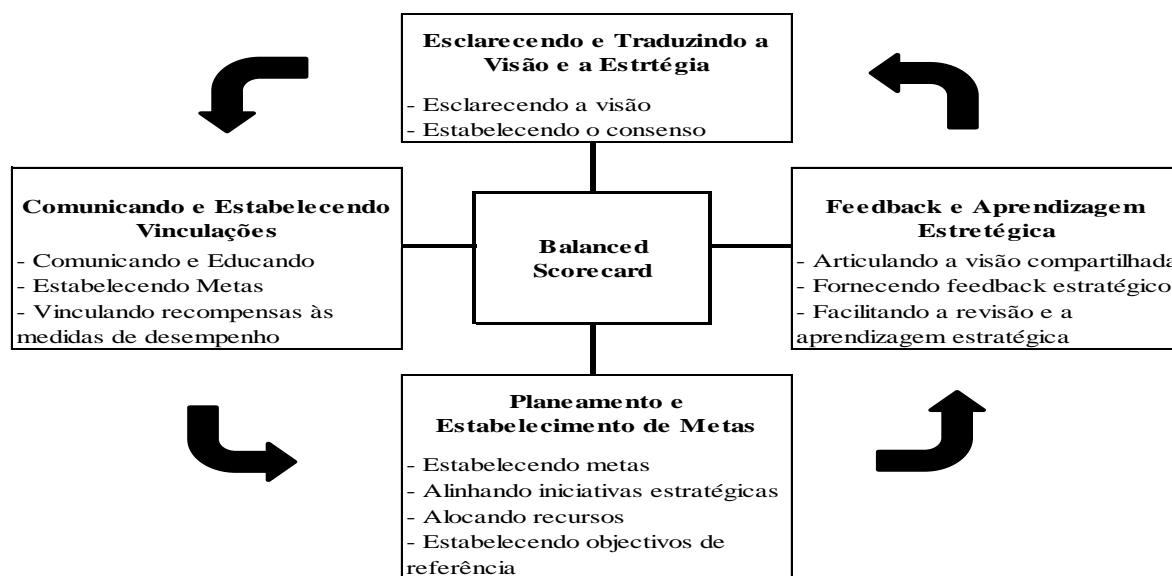 Esclarecendo e Traduzindo a
Visão e a Estrtégia
- Esclarecendo a visão
- Estabelecendo o consenso
Comunicando e Estabelecendo
Vinculações
- Comunicando e Educando
- Estabelecendo Metas
- Vinculando recompensas às
medidas de desempenho
Balanced
Scorecard
Feedback e Aprendizagem
Estretégica
- Articulando a visão compartilhada
- Fornecendo feedback estratégico
- Facilitando a revisão e a
aprendizagem estratégica
Planeamento e
Estabelecimento de Metas
- Estabelecendo metas
- Alinhando iniciativas estratégicas
- Alocando recursos
- Estabelecendo objectivos de
referência